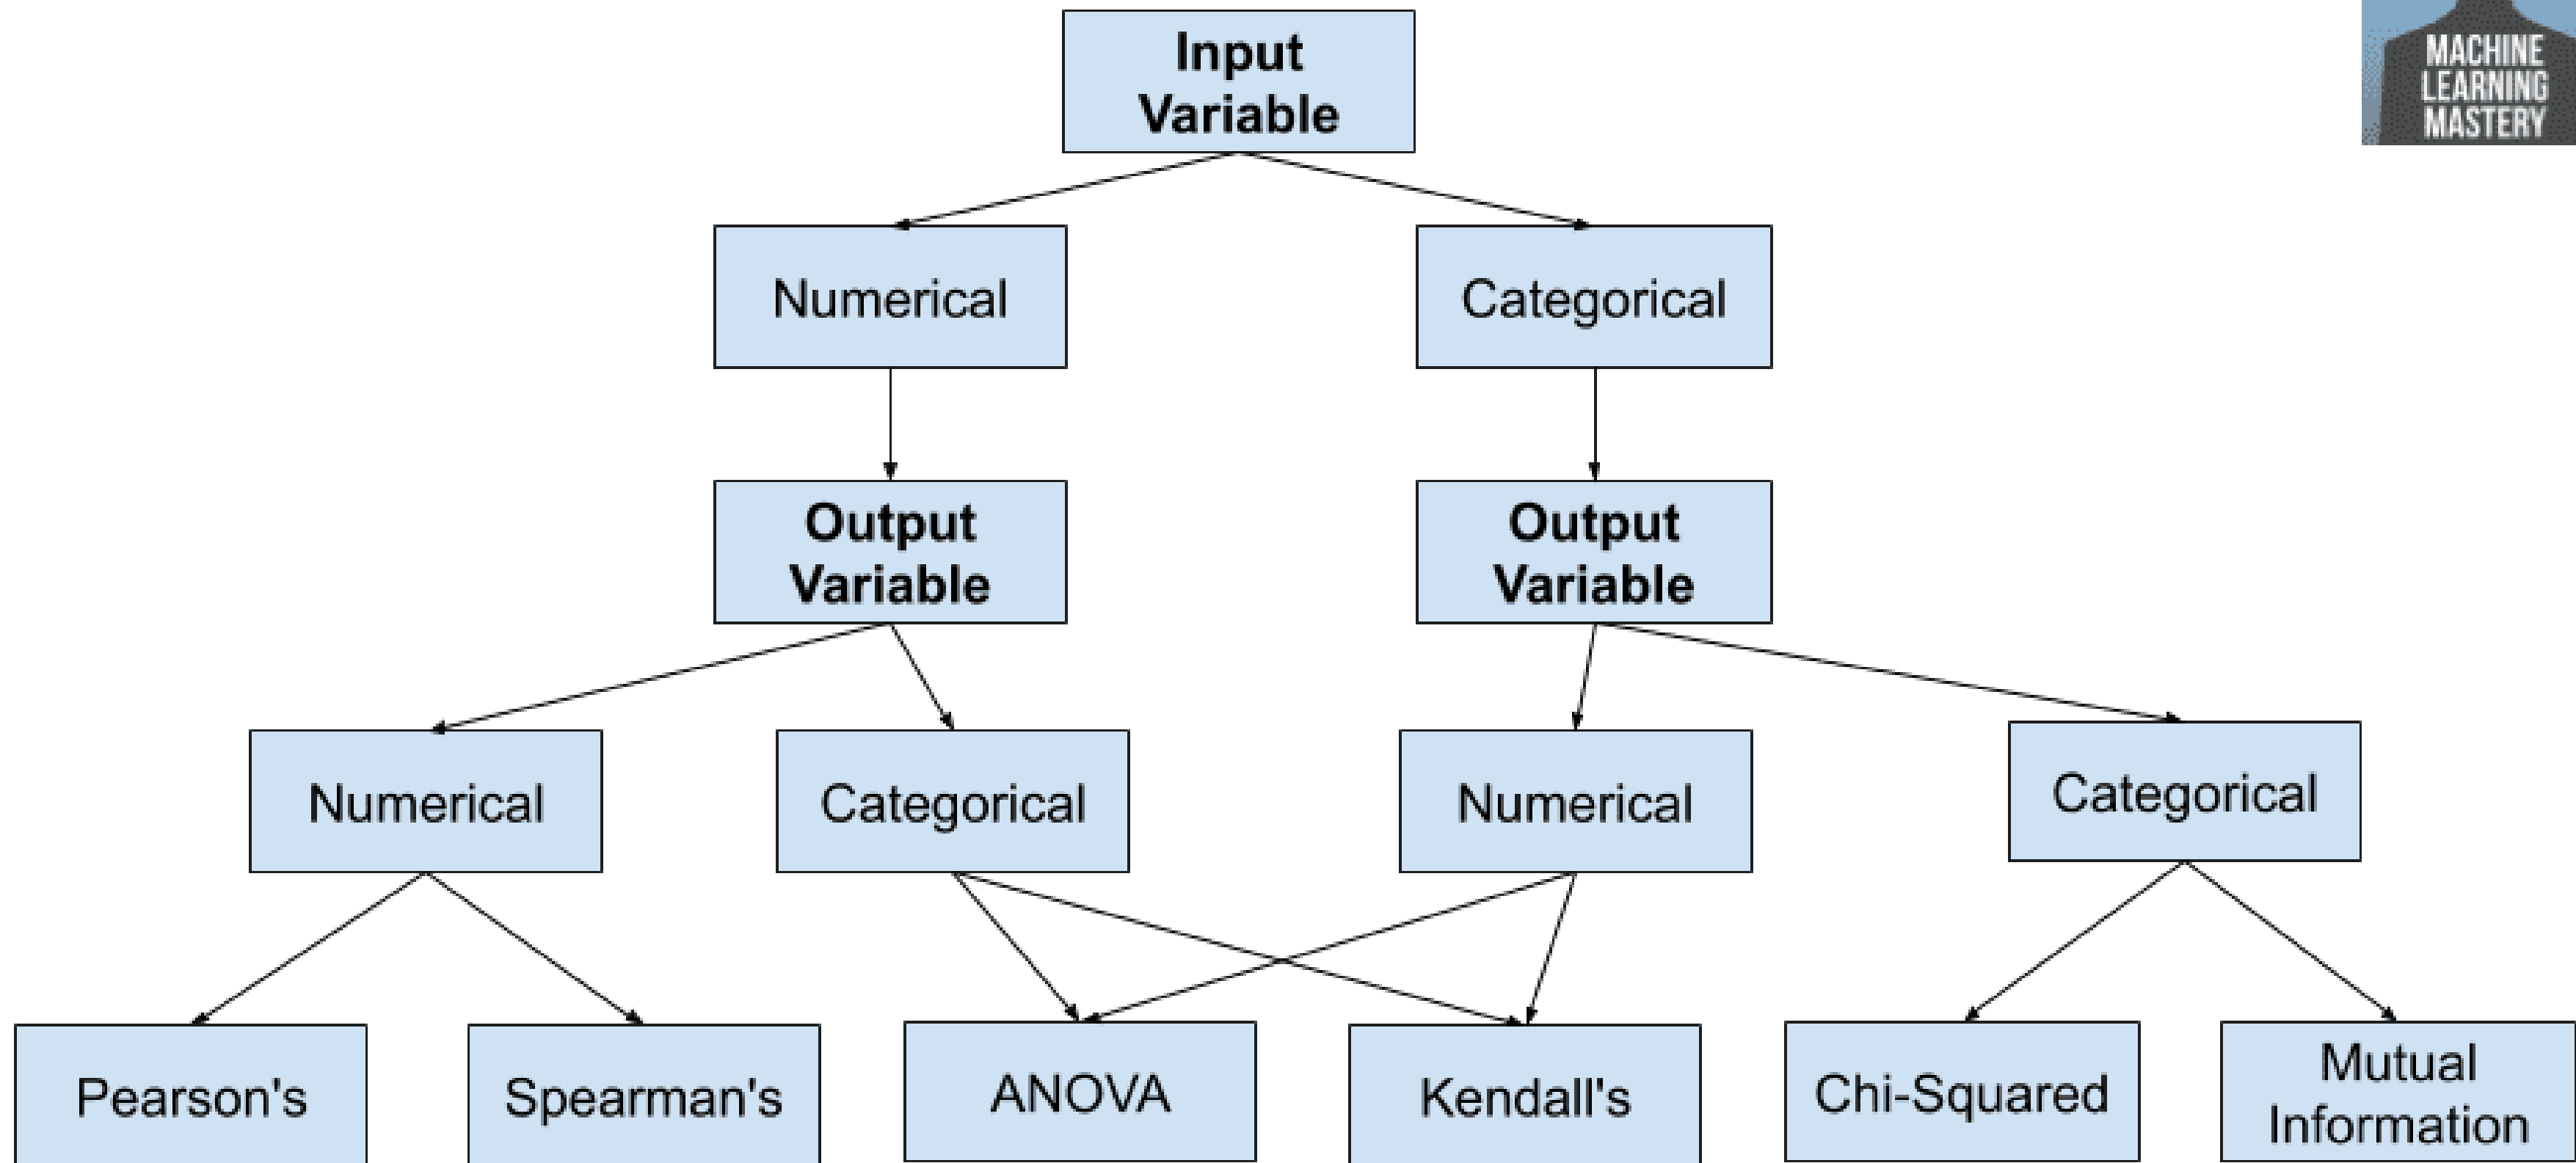 Input
Variable
MACHINE
LEARNING
MASTERY
Numerical
Categorical
Output
Variable
Output
Variable
Numerical
Categorical
Numerical
Categorical
Pearson's
Spearman's
ANOVA
Kendall's
Chi-Squared
Mutual
Information